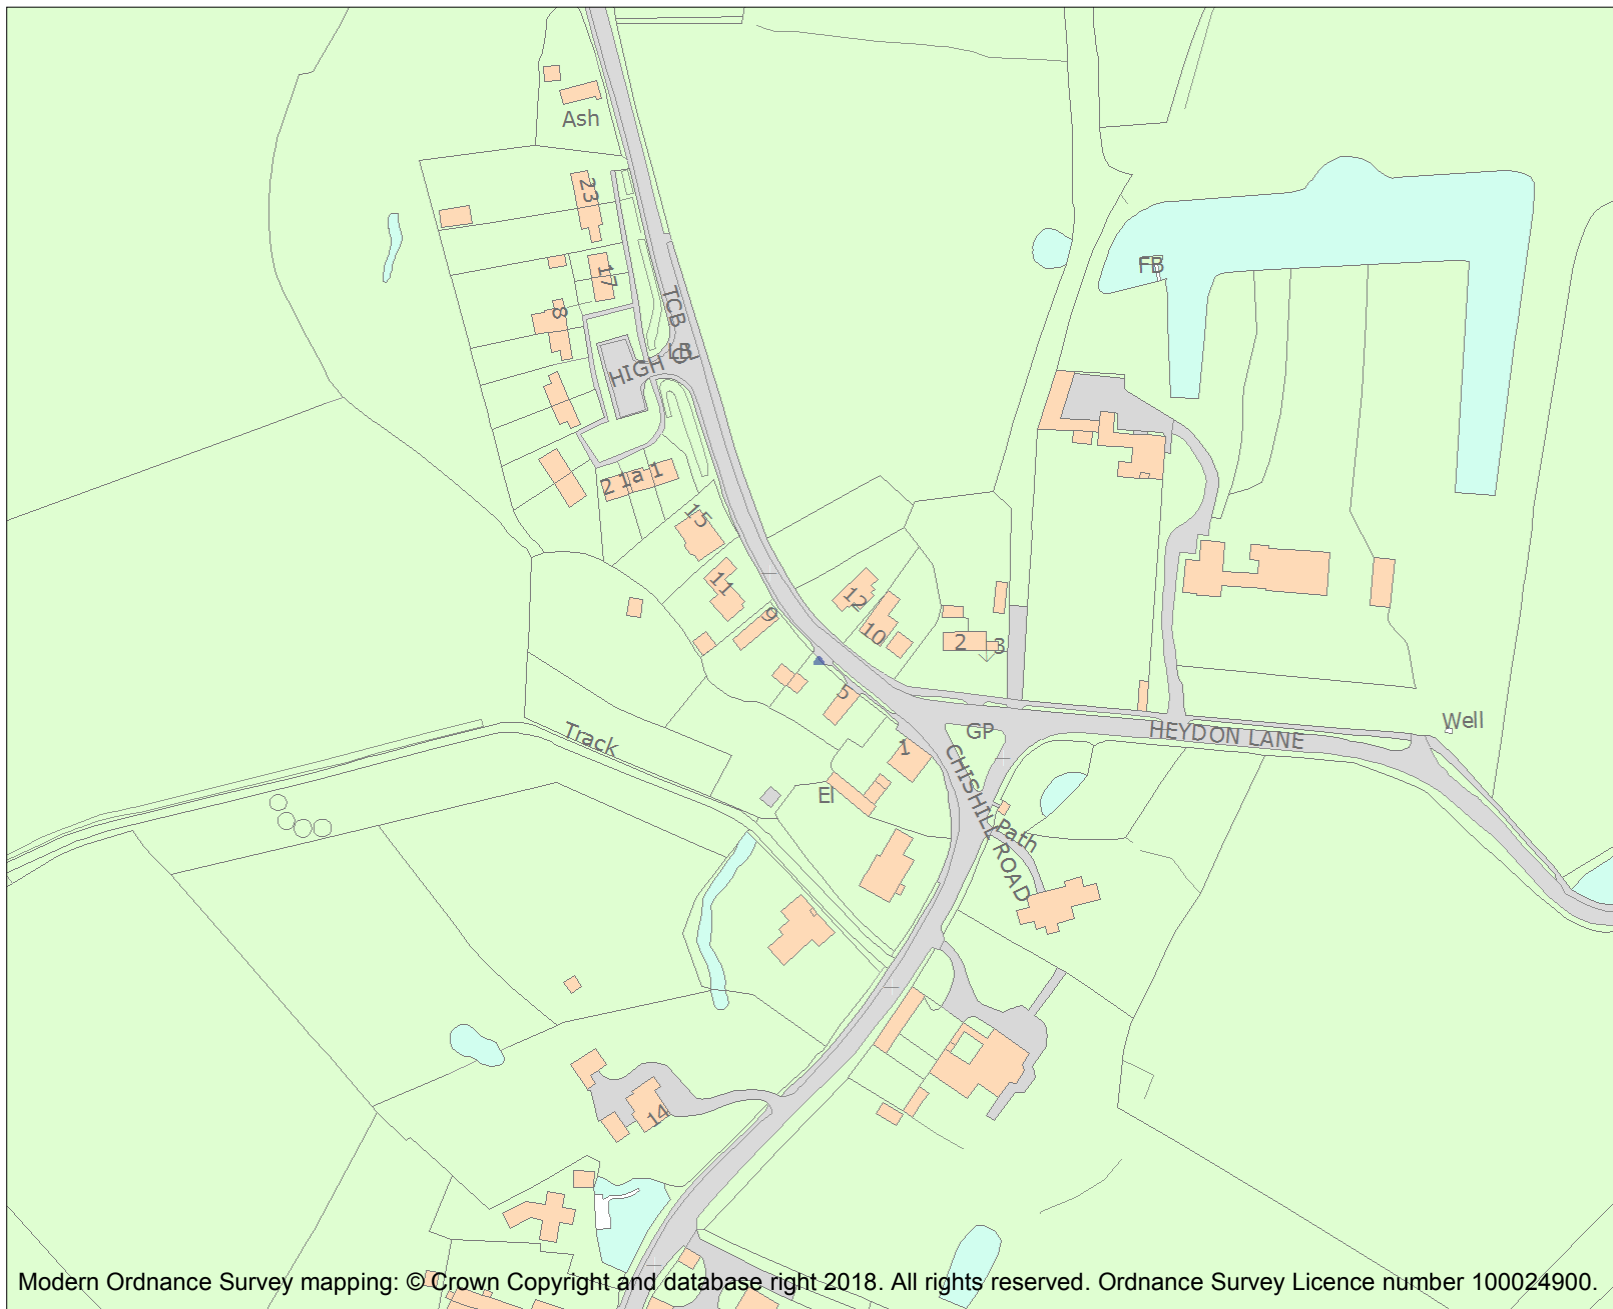 Ash
23
FB
17
TCB
8
LB
HIGH CL
2 1a 1
15
11
12
9
10
2
3
5
Well
GP
Track
HEYDON LANE
1
CHISHILL ROAD
El
Path
14
Modern Ordnance Survey mapping: © Crown Copyright and database right 2018. All rights reserved. Ordnance Survey Licence number 100024900.